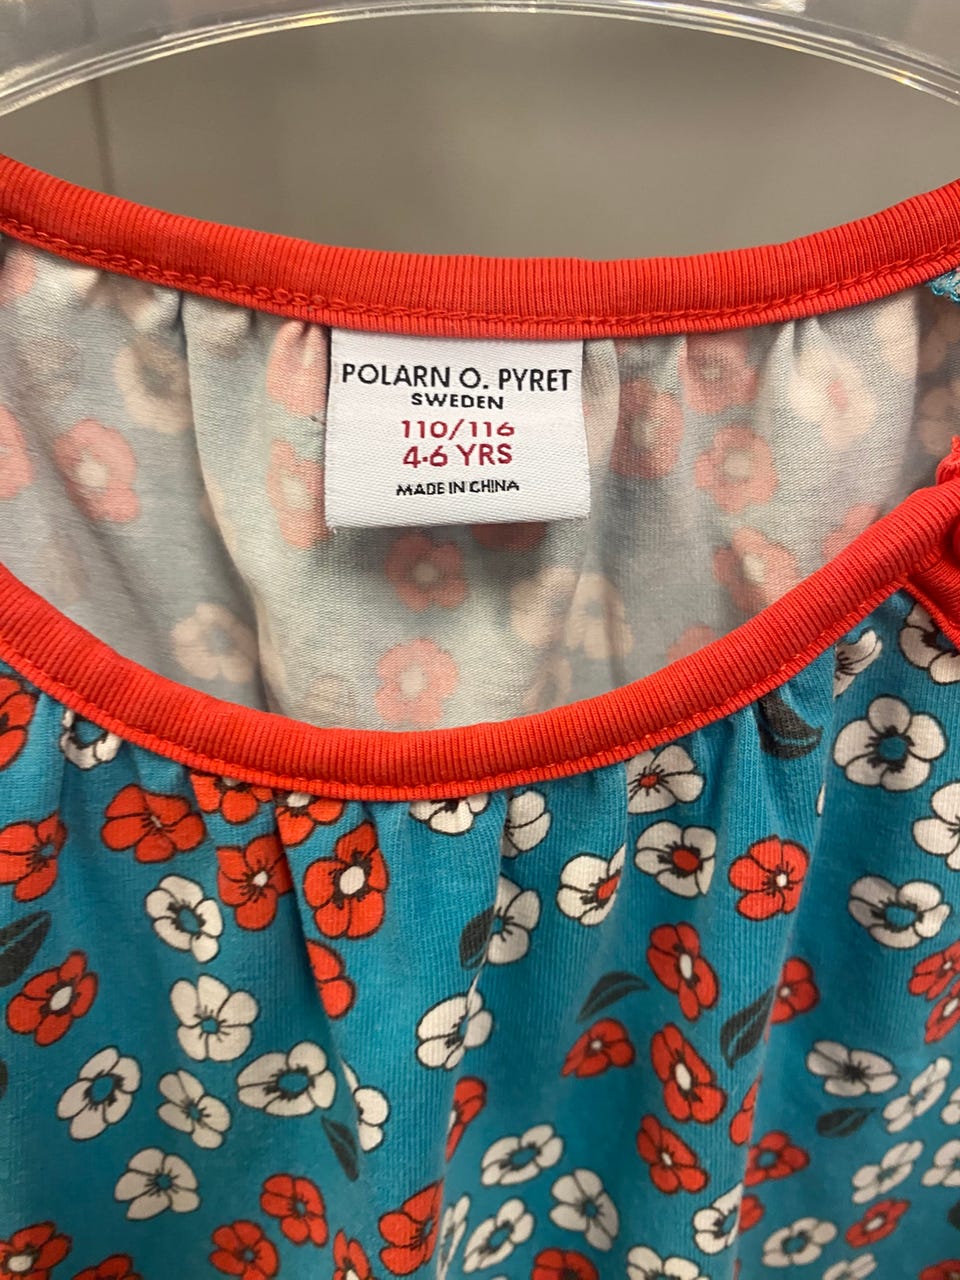 POLARN O. PYRET
SWEDEN
110/116
4-6 YRS
MADE IN CHINA